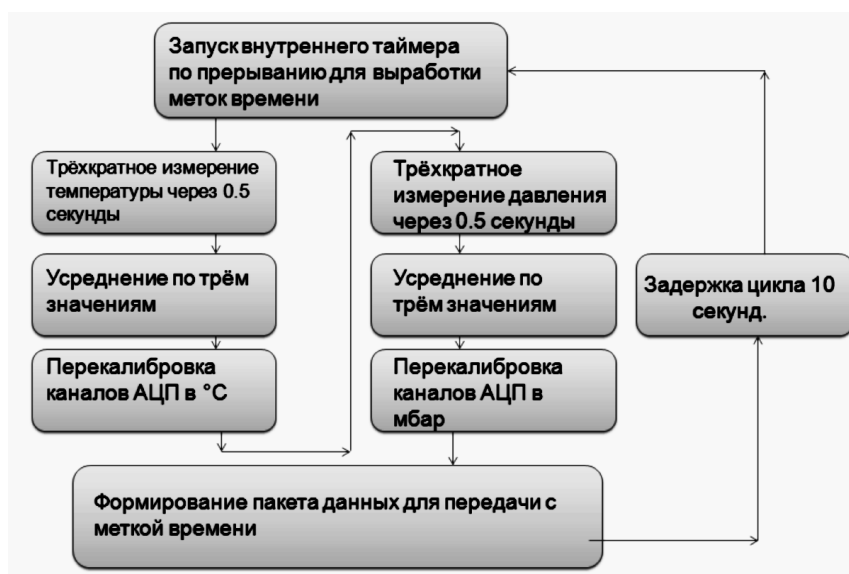 Запуск внутреннего таймера
по прерыванию для выработки
меток времени
Трёхкратное измерение
температуры через 0.5
секунды
Усреднение по трём
значениям
Перекалибровка
каналов АЦП в °C
Трёхкратное
измерение давления
через 0.5 секунды
Усреднение по
трём значениям
Перекалибровка
каналов АЦП в
мбар
Формирование пакета данных для передачи с
меткой времени
Задержка цикла 10
секунд.